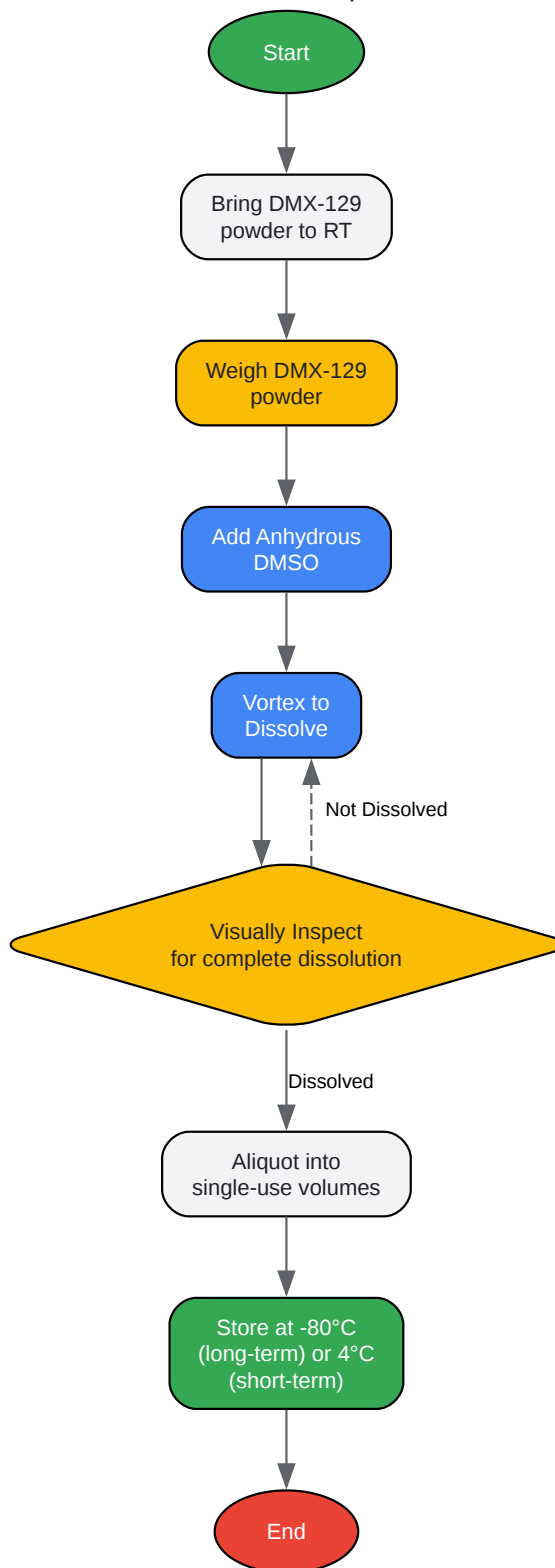 Start
Bring DMX-129
powder to RT
Weigh DMX-129
powder
Add Anhydrous
DMSO
Vortex to
Dissolve
Not Dissolved
Visually Inspect
for complete dissolution
Dissolved
Aliquot into
single-use volumes
Store at -80°C
(long-term) or 4°C
(short-term)
End